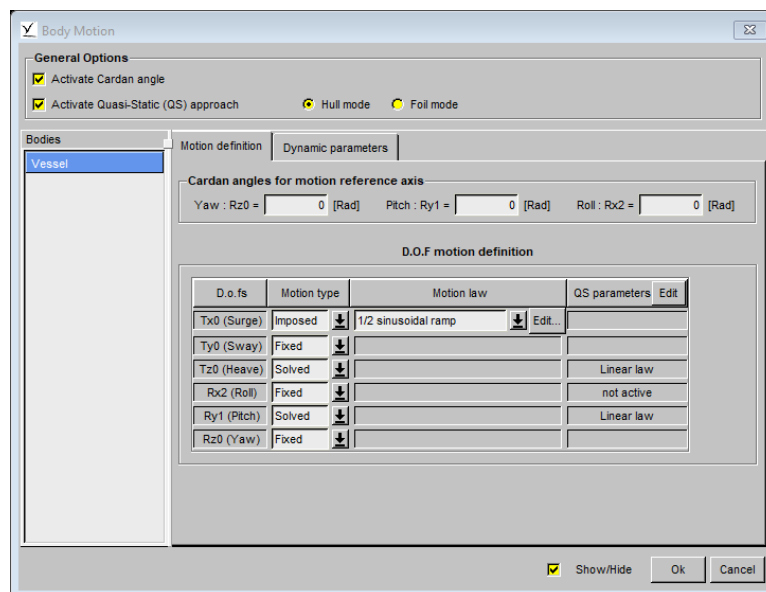 Body Motion
General Options
Activate Cardan angle
Activate Quasi-Static (QS) approach Hull mode Foil mode
Bodies
Vessel
Motion definition Dynamic parameters
Cardan angles for motion reference axis
Yaw : Rz0 = 0 [Rad] Pitch : Ry1 = 0 [Rad] Roll : Rx2 = 0 [Rad]
D.O.F motion definition
D.o.fs Motion type Motion law QS parameters Edit
Tx0 (Surge) Imposed 1/2 sinusoidal ramp Edit...
Ty0 (Sway) Fixed
Tz0 (Heave) Solved Linear law
Rx2 (Roll) Fixed not active
Ry1 (Pitch) Solved Linear law
Rz0 (Yaw) Fixed
Show/Hide Ok Cancel